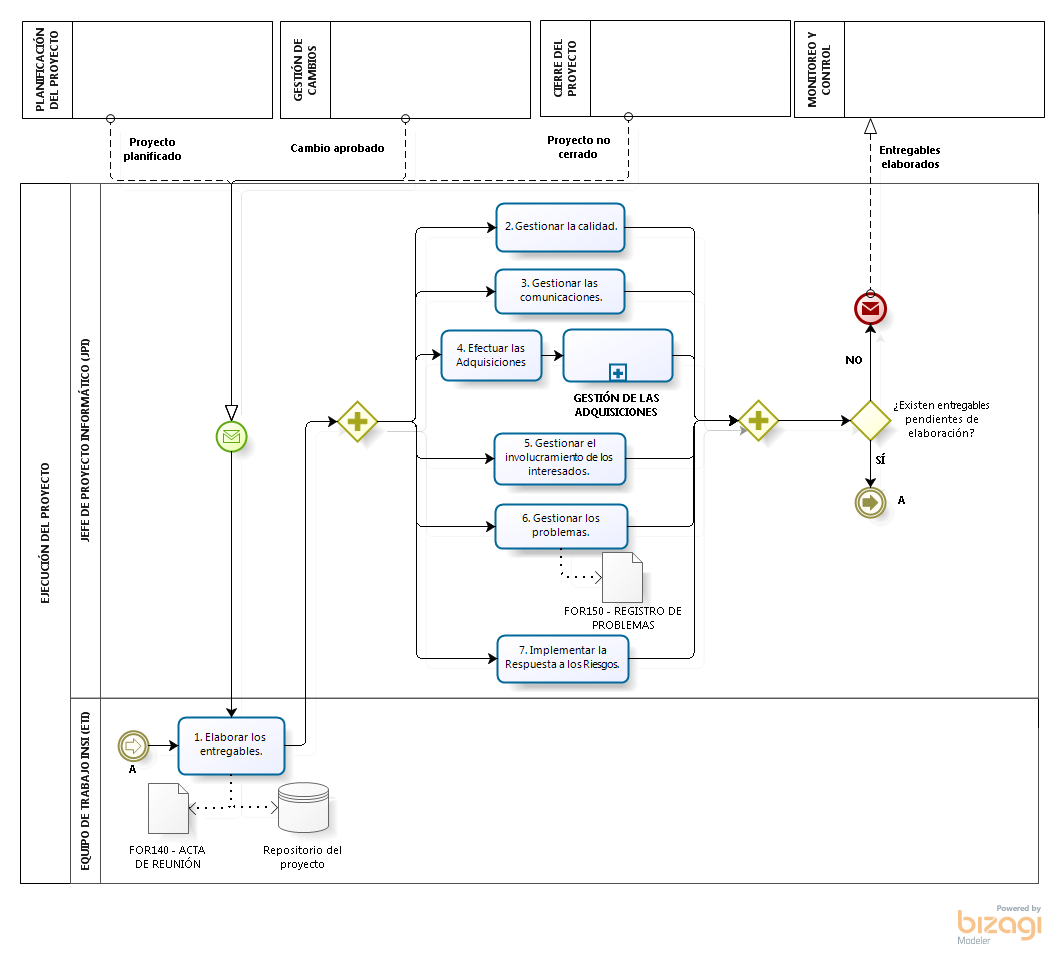 PLANIFICACIÓN
DEL PROYECTO
GESTIÓN DE
CAMBIOS
CIERRE DEL
PROYECTO
MONITOREO Y
CONTROL
Proyecto
planificado
Cambio aprobado
Proyecto no
cerrado
Entregables
elaborados
EJECUCIÓN DEL PROYECTO
JEFE DE PROYECTO INFORMÁTICO (JPI)
2. Gestionar la calidad.
3. Gestionar las
comunicaciones.
4. Efectuar las
Adquisiciones
GESTIÓN DE LAS
ADQUISICIONES
5. Gestionar el
involucramiento de los
interesados.
6. Gestionar los
problemas.
FOR150 - REGISTRO DE
PROBLEMAS
7. Implementar la
Respuesta a los Riesgos.
NO
¿Existen entregables
pendientes de
elaboración?
SÍ
A
EQUIPO DE TRABAJO INSI (ETI)
A
1. Elaborar los
entregables.
FOR140 - ACTA
DE REUNIÓN
Repositorio del
proyecto
Powered by
bizagi
Modeler